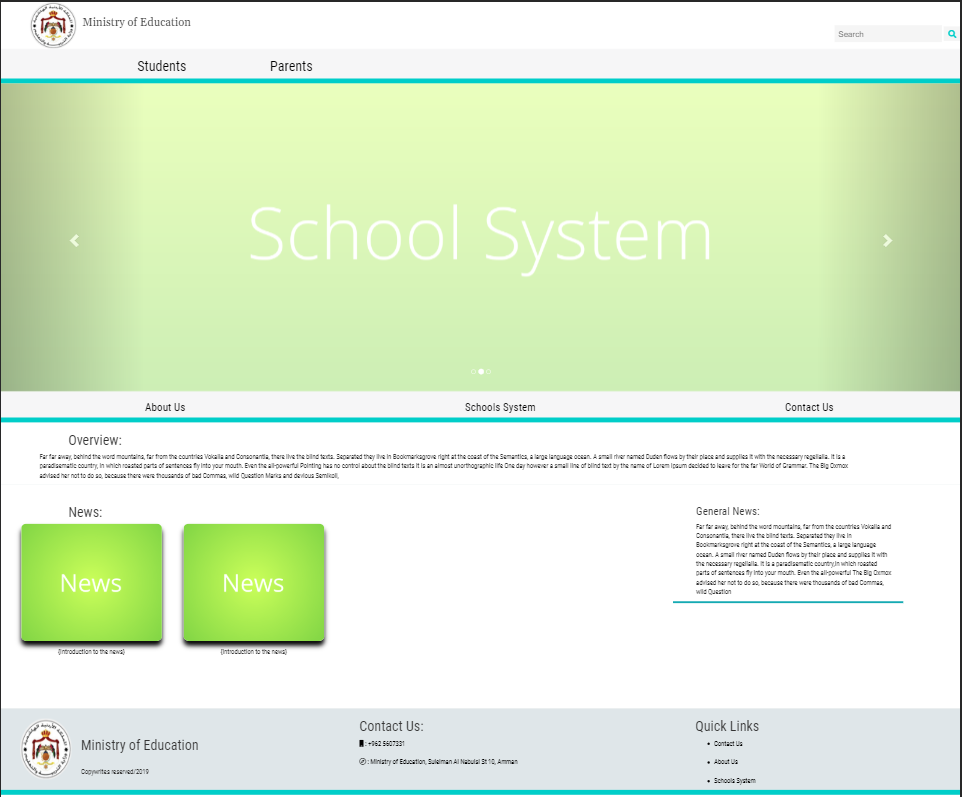 Ministry of Education
Search
Students
Parents
School System
About Us
Schools System
Contact Us
Overview:
Far far away, behind the word mountains, far from the countries Vokalia and Consonantia, there live the blind texts. Separated they live in Bookmarksgrove right at the coast of the Semantics, a large language ocean. A small river named Duden flows by their place and supplies it with the necessary regelialia. It is a
paradisematic country, in which roasted parts of sentences fly into your mouth. Even the all-powerful Pointing has no control about the blind texts it is an almost unorthographic life One day however a small line of blind text by the name of Lorem Ipsum decided to leave for the far World of Grammar. The Big Oxmox
advised her not to do so, because there were thousands of bad Commas, wild Question Marks and devious Semikoli,
News:
News
News
(Introduction to the news)
(Introduction to the news)
General News:
Far far away, behind the word mountains, far from the countries Vokalia and
Consonantia, there live the blind texts. Separated they live in
Bookmarksgrove right at the coast of the Semantics, a large language
ocean. A small river named Duden flows by their place and supplies it with
the necessary regelialia. It is a paradisematic country,in which roasted
parts of sentences fly into your mouth. Even the all-powerful The Big Oxmox
advised her not to do so, because there were thousands of bad Commas,
wild Question
Ministry of Education
Copywrites reserved/2019
Contact Us:
: +962 5607331
: Ministry of Education, Suleiman Al Nabulsi St 10, Amman
Quick Links
Contact Us
About Us
Schools System